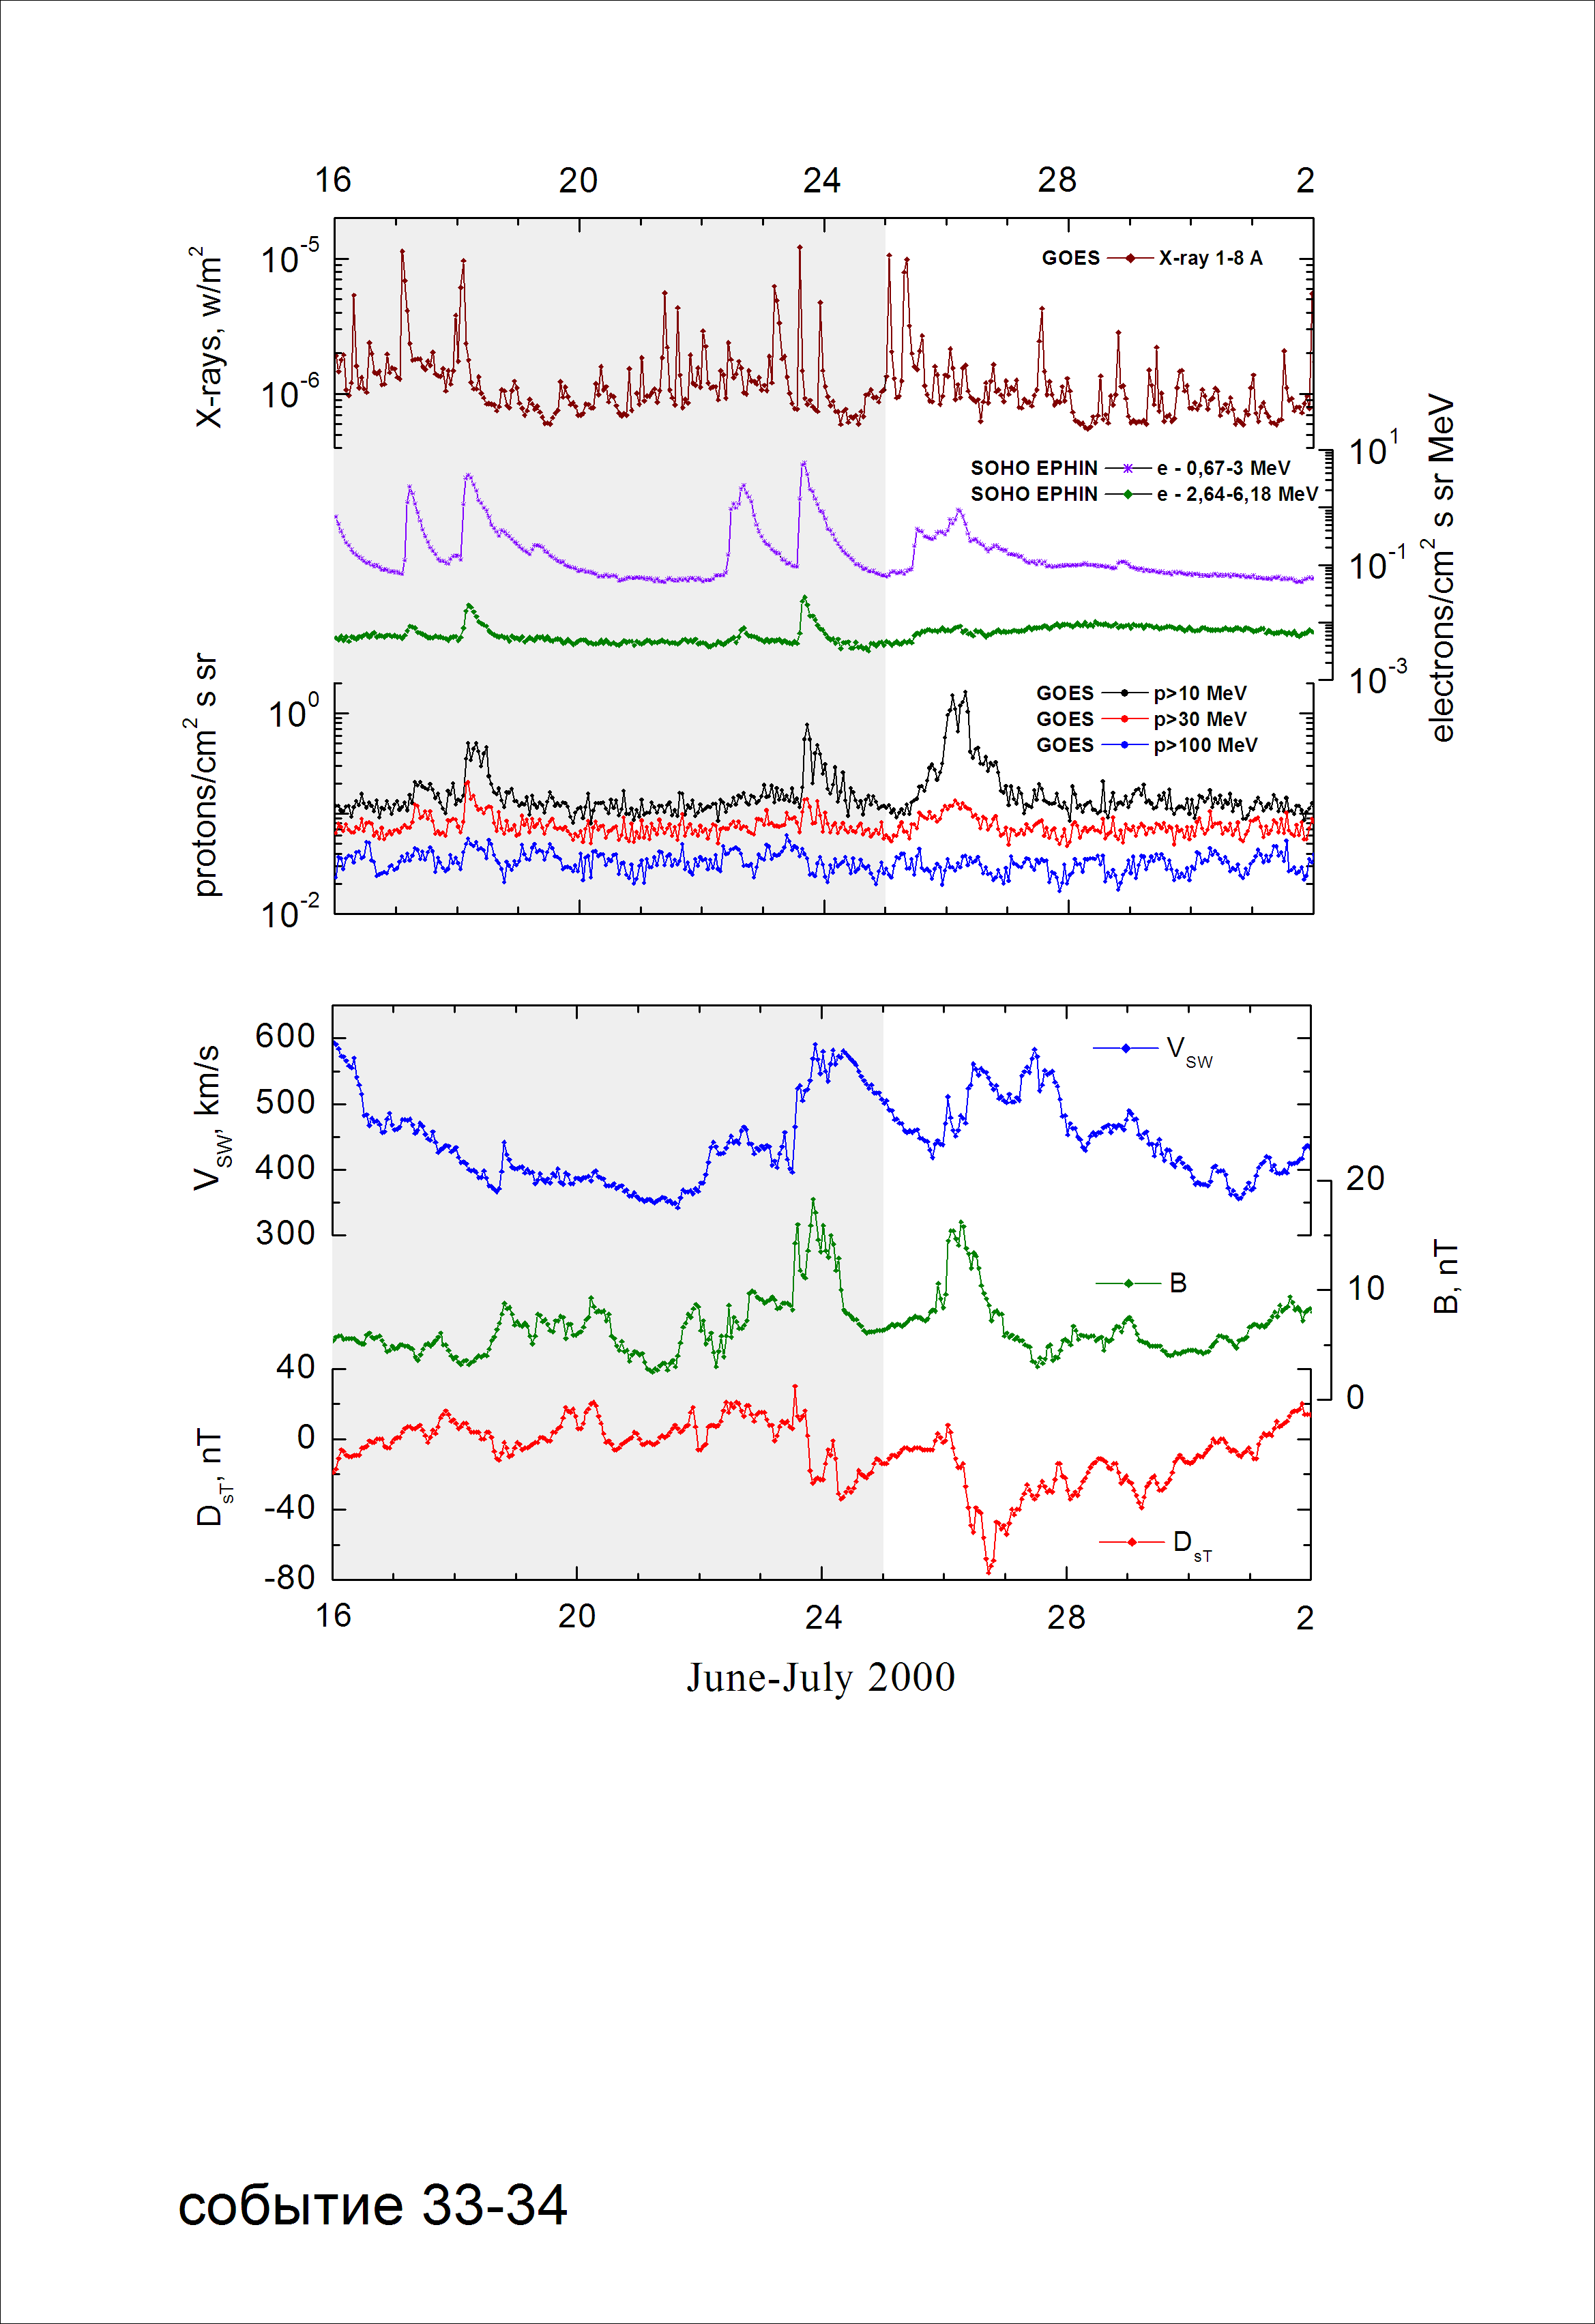 16 20 24 28 2
X-rays, w/m²
10⁻⁵
10⁻⁶
GOES X-ray 1-8 A
electrons/cm² s sr MeV
10¹
10⁻¹
10⁻³
SOHO EPHIN e - 0,67-3 MeV
SOHO EPHIN e - 2,64-6,18 MeV
protons/cm² s sr
10⁰
10⁻²
GOES p>10 MeV
GOES p>30 MeV
GOES p>100 MeV
V_SW, km/s
600
500
400
300
V_SW
B, nT
20
10
0
B
D_sT, nT
40
0
-40
-80
D_sT
16 20 24 28 2
June-July 2000
событие 33-34